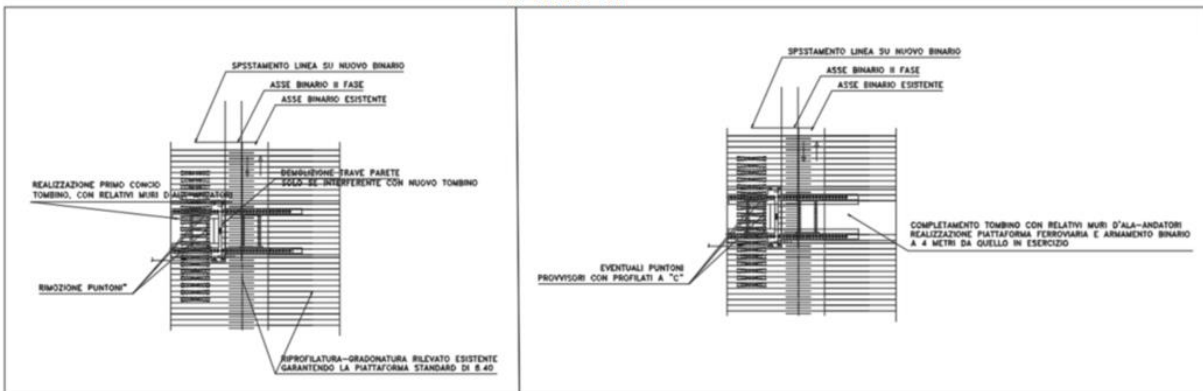 SPSSTAMENTO LINEA SU NUOVO BINARIO
ASSE BINARIO II FASE
ASSE BINARIO ESISTENTE
DEMOLIZIONE TRAVE PARETE
SOLO SE INTERFERENTE CON NUOVO TOMBINO
REALIZZAZIONE PRIMO CONCIO
TOMBINO, CON RELATIVI MURI D'ALA-ANDATORI
RIMOZIONE PUNTONI"
RIPROFILATURA-GRADONATURA RILEVATO ESISTENTE
GARANTENDO LA PIATTAFORMA STANDARD DI 8.40
SPSSTAMENTO LINEA SU NUOVO BINARIO
ASSE BINARIO II FASE
ASSE BINARIO ESISTENTE
COMPLETAMENTO TOMBINO CON RELATIVI MURI D'ALA-ANDATORI
REALIZZAZIONE PIATTAFORMA FERROVIARIA E ARMAMENTO BINARIO
A 4 METRI DA QUELLO IN ESERCIZIO
EVENTUALI PUNTONI
PROVVISORI CON PROFILATI A "C"